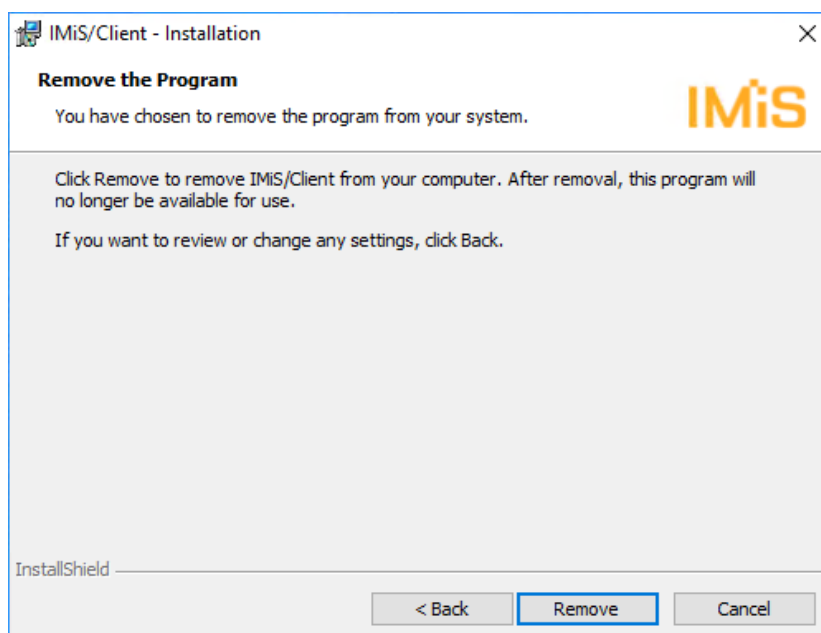 IMiS/Client - Installation
Remove the Program
IMiS
You have chosen to remove the program from your system.
Click Remove to remove IMiS/Client from your computer. After removal, this program will
no longer be available for use.
If you want to review or change any settings, click Back.
InstallShield
< Back
Remove
Cancel